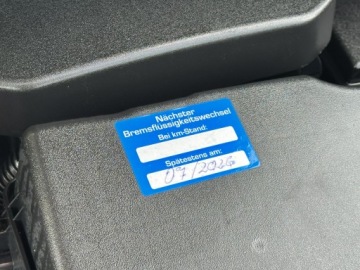 Nächster
Bremsflüssigkeitswechsel
Bei km-Stand:
Spätestens am:
07/2026